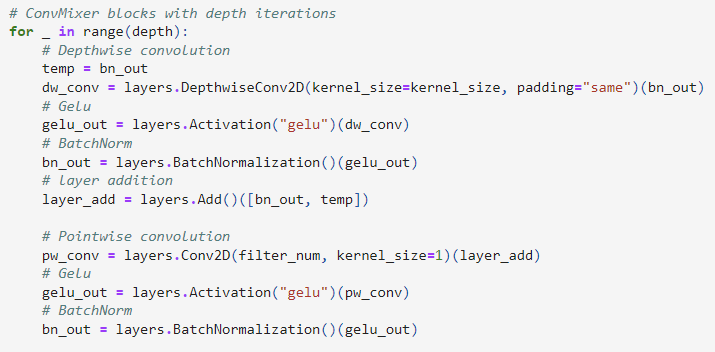 # ConvMixer blocks with depth iterations
for _ in range(depth):
    # Depthwise convolution
    temp = bn_out
    dw_conv = layers.DepthwiseConv2D(kernel_size=kernel_size, padding="same")(bn_out)
    # Gelu
    gelu_out = layers.Activation("gelu")(dw_conv)
    # BatchNorm
    bn_out = layers.BatchNormalization()(gelu_out)
    # layer addition
    layer_add = layers.Add()([bn_out, temp])

    # Pointwise convolution
    pw_conv = layers.Conv2D(filter_num, kernel_size=1)(layer_add)
    # Gelu
    gelu_out = layers.Activation("gelu")(pw_conv)
    # BatchNorm
    bn_out = layers.BatchNormalization()(gelu_out)